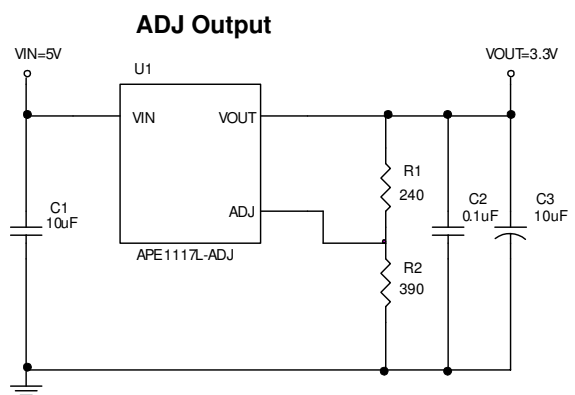 ADJ Output
VIN=5V
VOUT=3.3V
U1
VIN
VOUT
ADJ
APE1117L-ADJ
C1
10uF
R1
240
R2
390
C2
0.1uF
C3
10uF